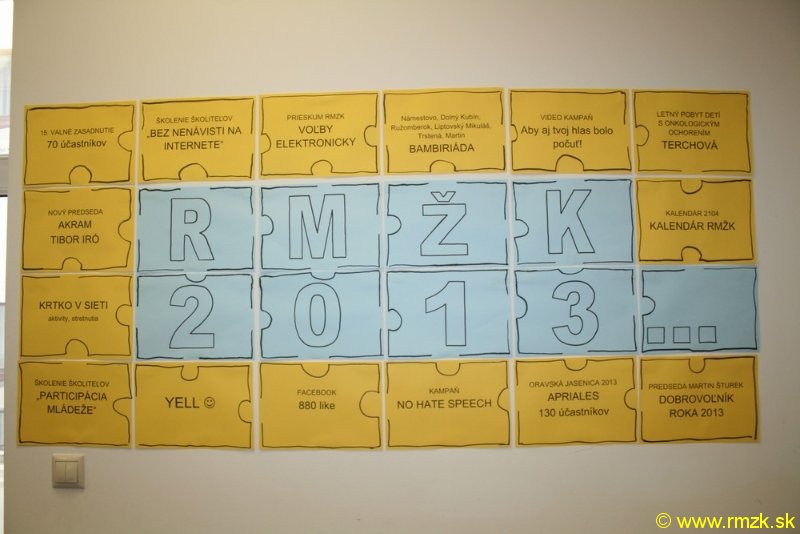 15. VALNÉ ZASADNUTIE
70 účastníkov
ŠKOLENIE ŠKOLITEĽOV
„BEZ NENÁVISTI NA
INTERNETE“
PRIESKUM RMZK
VOĽBY
ELEKTRONICKY
Námestovo, Dolný Kubín,
Ružomberok, Liptovský Mikuláš,
Trstená, Martin
BAMBIRIÁDA
VIDEO KAMPAŇ
Aby aj tvoj hlas bolo
počuť!
LETNÝ POBYT DETÍ
S ONKOLOGICKÝM
OCHORENÍM
TERCHOVÁ
NOVÝ PREDSEDA
AKRAM
TIBOR IRÓ
R M Ž K
KALENDÁR 2104
KALENDÁR RMŽK
KRTKO V SIETI
aktivity, stretnutia
2 0 1 3 ...
ŠKOLENIE ŠKOLITEĽOV
„PARTICIPÁCIA
MLÁDEŽE“
YELL ☺
FACEBOOK
880 like
KAMPAŇ
NO HATE SPEECH
ORAVSKÁ JASENICA 2013
APRIALES
130 účastníkov
PREDSEDA MARTIN ŠTUREK
DOBROVOĽNÍK
ROKA 2013
© www.rmzk.sk